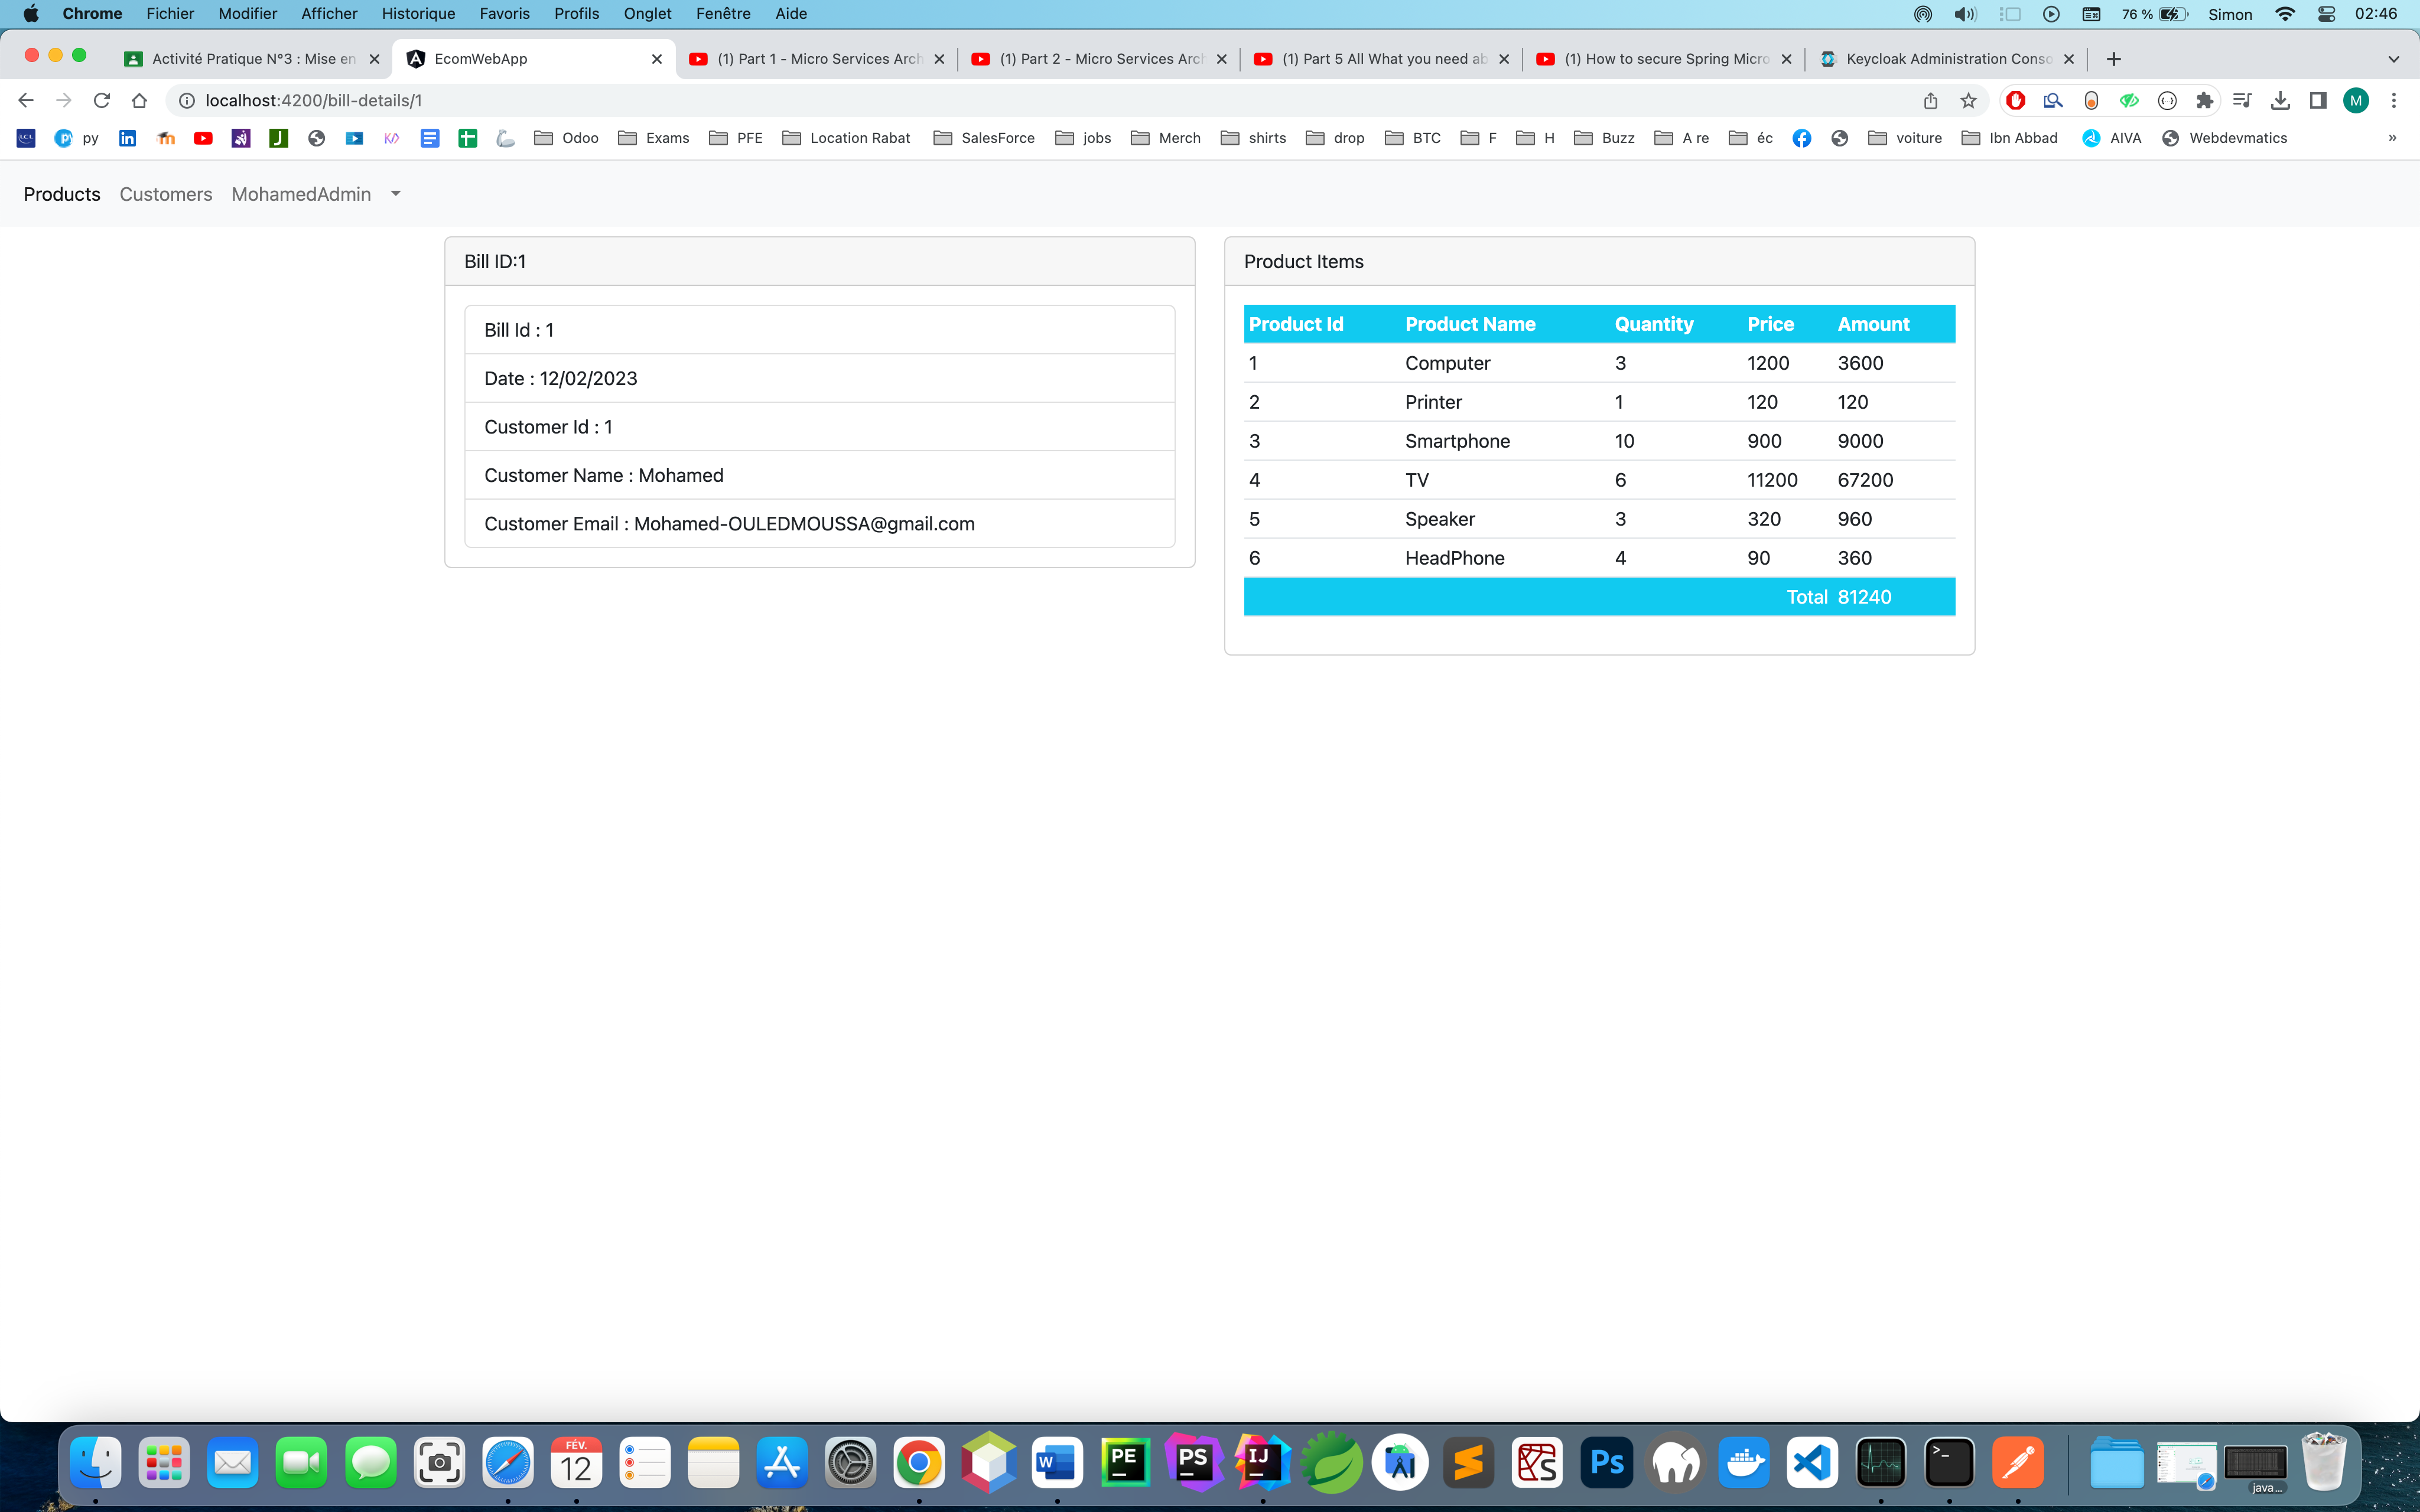 Chrome Fichier Modifier Afficher Historique Favoris Profils Onglet Fenêtre Aide 76 % Simon 02:46
Activité Pratique N°3 : Mise en EcomWebApp (1) Part 1 - Micro Services Arch (1) Part 2 - Micro Services Arch (1) Part 5 All What you need ab (1) How to secure Spring Micro Keycloak Administration Conso
localhost:4200/bill-details/1 M
py Odoo Exams PFE Location Rabat SalesForce jobs Merch shirts drop BTC F H Buzz A re éc voiture Ibn Abbad AIVA Webdevmatics »
Products Customers MohamedAdmin
Bill ID:1
Bill Id : 1
Date : 12/02/2023
Customer Id : 1
Customer Name : Mohamed
Customer Email : Mohamed-OULEDMOUSSA@gmail.com
Product Items
Product Id Product Name Quantity Price Amount
1 Computer 3 1200 3600
2 Printer 1 120 120
3 Smartphone 10 900 9000
4 TV 6 11200 67200
5 Speaker 3 320 960
6 HeadPhone 4 90 360
Total 81240
FÉV.
12
W PE PS IJ Ps
java...